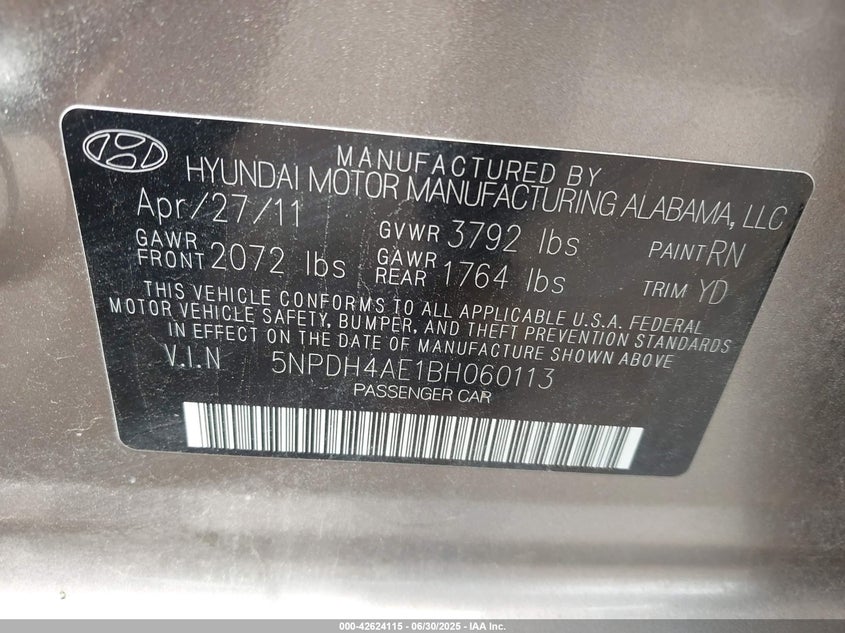 MANUFACTURED BY
HYUNDAI MOTOR MANUFACTURING ALABAMA, LLC
Apr/27/11 GVWR 3792 lbs PAINT RN
GAWR FRONT 2072 lbs GAWR REAR 1764 lbs TRIM YD
THIS VEHICLE CONFORMS TO ALL APPLICABLE U.S.A. FEDERAL
MOTOR VEHICLE SAFETY, BUMPER, AND THEFT PREVENTION STANDARDS
IN EFFECT ON THE DATE OF MANUFACTURE SHOWN ABOVE
V.I.N 5NPDH4AE1BH060113
PASSENGER CAR
000-42624115 - 06/30/2025 - IAA Inc.